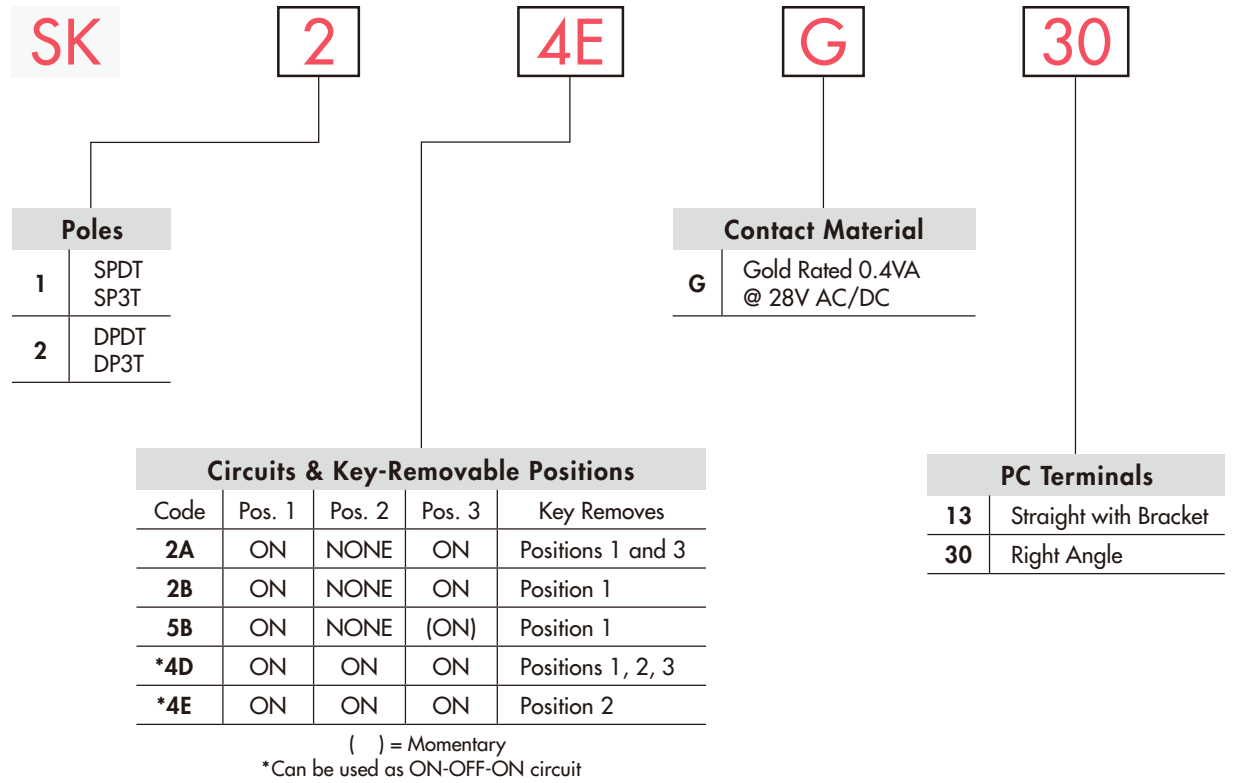 SK 2 4E G 30
Poles
1 SPDT
SP3T
2 DPDT
DP3T
Contact Material
G Gold Rated 0.4VA
@ 28V AC/DC
Circuits & Key-Removable Positions
Code Pos. 1 Pos. 2 Pos. 3 Key Removes
2A ON NONE ON Positions 1 and 3
2B ON NONE ON Position 1
5B ON NONE (ON) Position 1
*4D ON ON ON Positions 1, 2, 3
*4E ON ON ON Position 2
( ) = Momentary
*Can be used as ON-OFF-ON circuit
PC Terminals
13 Straight with Bracket
30 Right Angle